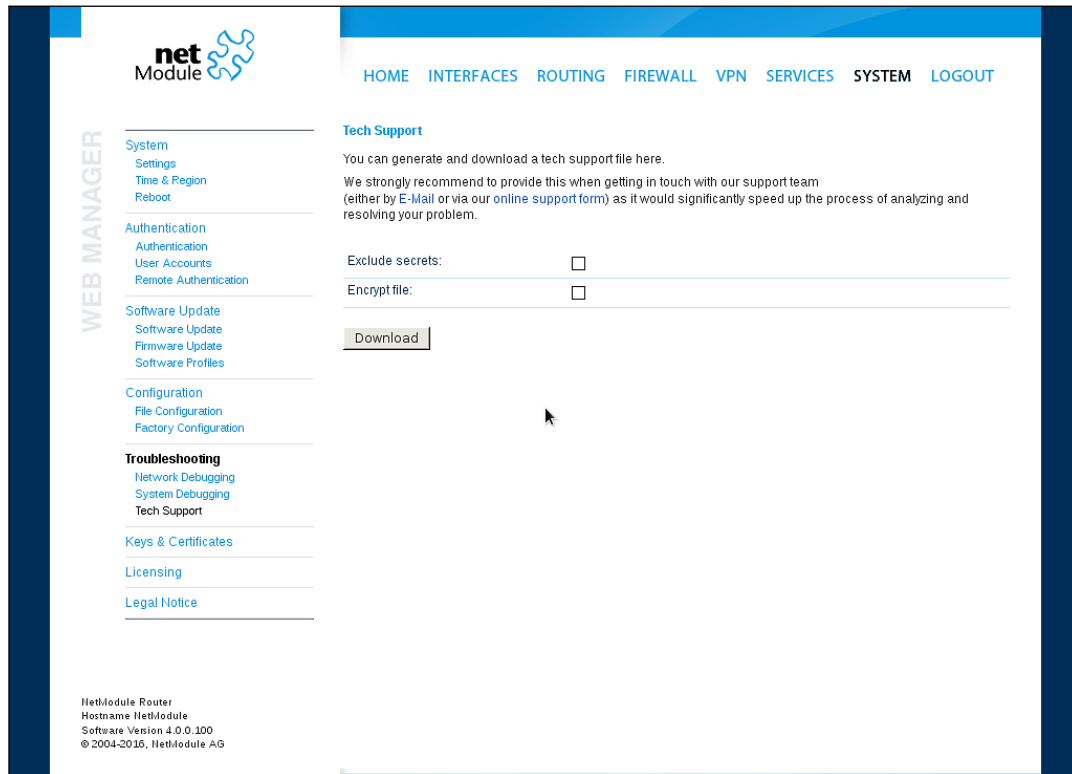 net
Module
HOME INTERFACES ROUTING FIREWALL VPN SERVICES SYSTEM LOGOUT
WEB MANAGER
System
Settings
Time & Region
Reboot
Authentication
Authentication
User Accounts
Remote Authentication
Software Update
Software Update
Firmware Update
Software Profiles
Configuration
File Configuration
Factory Configuration
Troubleshooting
Network Debugging
System Debugging
Tech Support
Keys & Certificates
Licensing
Legal Notice
Tech Support
You can generate and download a tech support file here.
We strongly recommend to provide this when getting in touch with our support team
(either by E-Mail or via our online support form) as it would significantly speed up the process of analyzing and
resolving your problem.
Exclude secrets:
Encrypt file:
Download
NetModule Router
Hostname NetModule
Software Version 4.0.0.100
© 2004-2016, NetModule AG